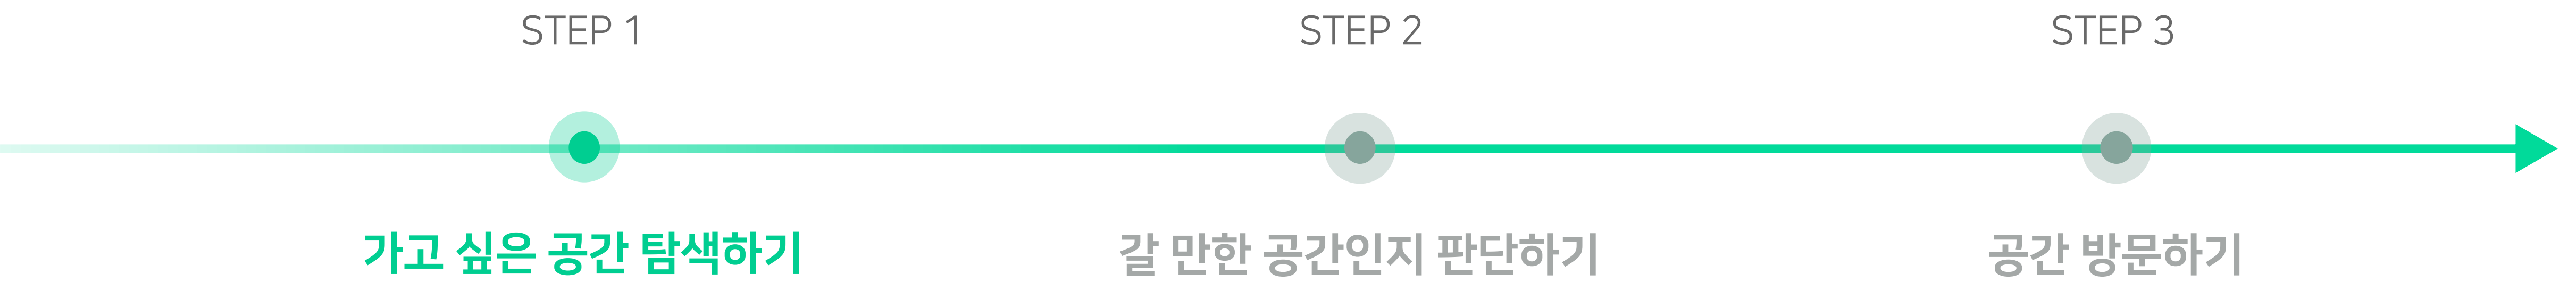 STEP 1
STEP 2
STEP 3
가고 싶은 공간 탐색하기
갈 만한 공간인지 판단하기
공간 방문하기